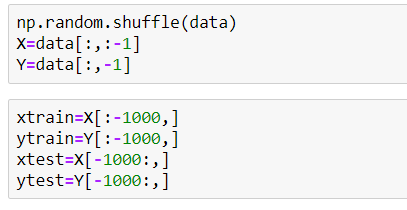 np.random.shuffle(data)
X=data[:,:-1]
Y=data[:,-1]
xtrain=X[:-1000,]
ytrain=Y[:-1000,]
xtest=X[-1000:,]
ytest=Y[-1000:,]